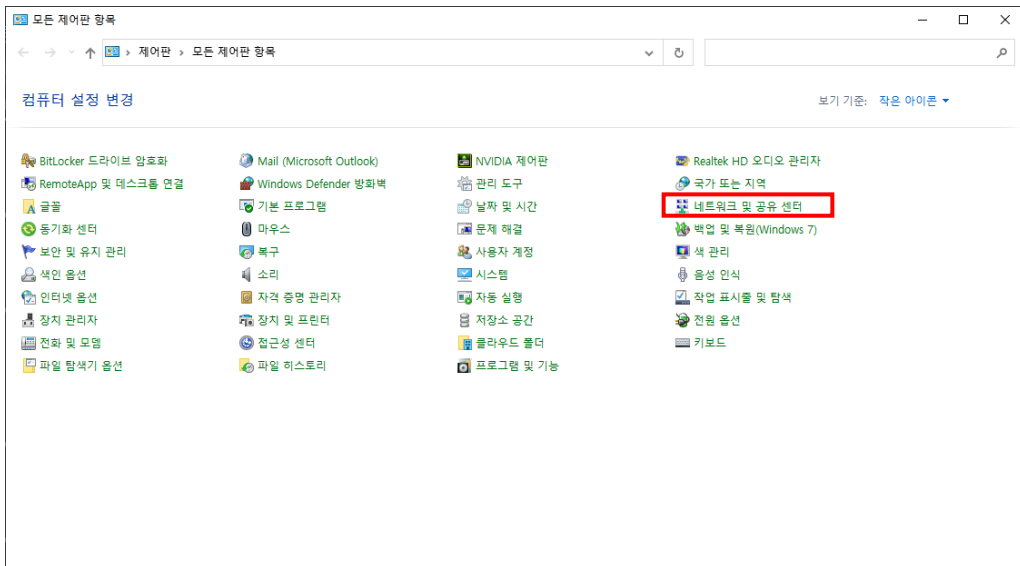 모든 제어판 항목
제어판 › 모든 제어판 항목
컴퓨터 설정 변경
보기 기준: 작은 아이콘
BitLocker 드라이브 암호화 Mail (Microsoft Outlook) NVIDIA 제어판 Realtek HD 오디오 관리자
RemoteApp 및 데스크톱 연결 Windows Defender 방화벽 관리 도구 국가 또는 지역
글꼴 기본 프로그램 날짜 및 시간 네트워크 및 공유 센터
동기화 센터 마우스 문제 해결 백업 및 복원(Windows 7)
보안 및 유지 관리 복구 사용자 계정 색 관리
색인 옵션 소리 시스템 음성 인식
인터넷 옵션 자격 증명 관리자 자동 실행 작업 표시줄 및 탐색
장치 관리자 장치 및 프린터 저장소 공간 전원 옵션
전화 및 모뎀 접근성 센터 클라우드 폴더 키보드
파일 탐색기 옵션 파일 히스토리 프로그램 및 기능